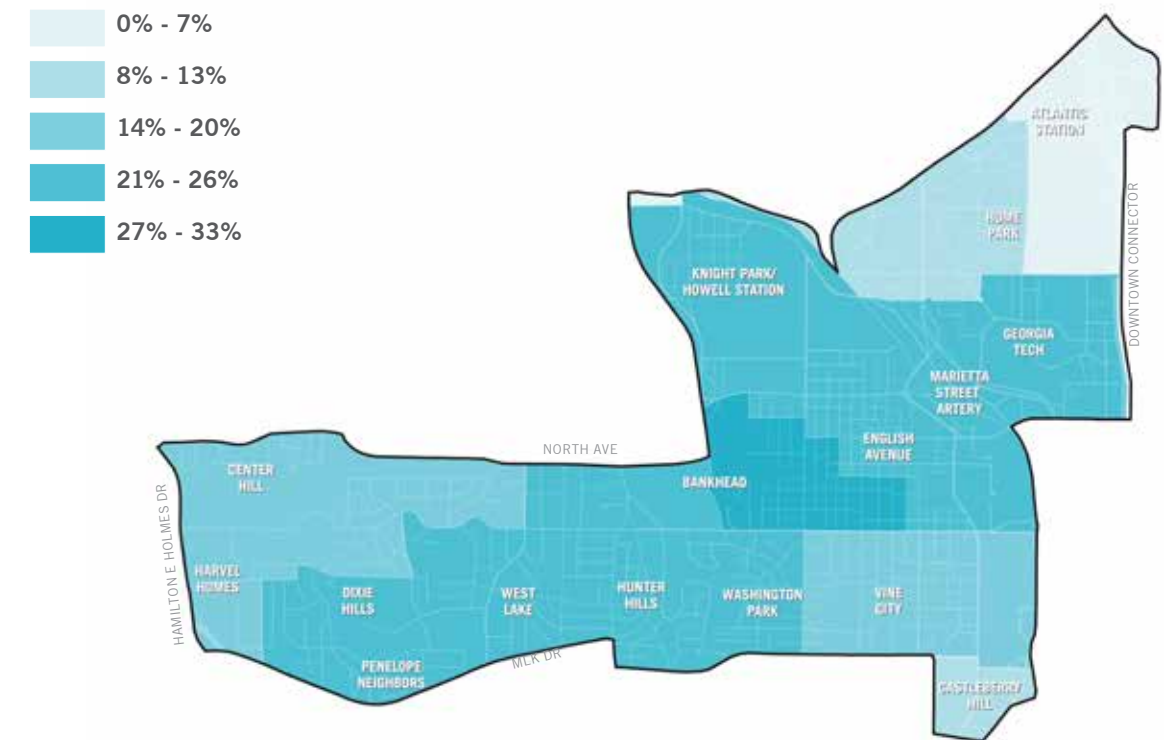 0% - 7%
8% - 13%
14% - 20%
21% - 26%
27% - 33%
ATLANTIS
STATION
HOME
PARK
DOWNTOWN CONNECTOR
KNIGHT PARK/
HOWELL STATION
GEORGIA
TECH
MARIETTA
STREET
ARTERY
ENGLISH
AVENUE
NORTH AVE
BANKHEAD
CENTER
HILL
HAMILTON E HOLMES DR
HARVEL
HOMES
DIXIE
HILLS
WEST
LAKE
HUNTER
HILLS
WASHINGTON
PARK
VINE
CITY
MLK DR
PENELOPE
NEIGHBORS
CASTLEBERRY
HILL